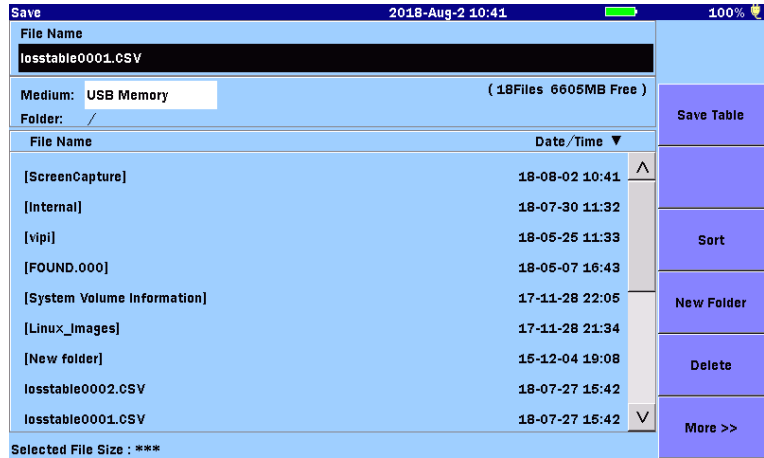 Save 2018-Aug-2 10:41 100%
File Name
losstable0001.CSV
Medium: USB Memory ( 18Files 6605MB Free )
Folder: /
Save Table
File Name Date/Time ▼
[ScreenCapture] 18-08-02 10:41
[Internal] 18-07-30 11:32
[vipi] 18-05-25 11:33
Sort
[FOUND.000] 18-05-07 16:43
[System Volume Information] 17-11-28 22:05
New Folder
[Linux_Images] 17-11-28 21:34
[New folder] 15-12-04 19:08
Delete
losstable0002.CSV 18-07-27 15:42
losstable0001.CSV 18-07-27 15:42
More >>
Selected File Size : ***